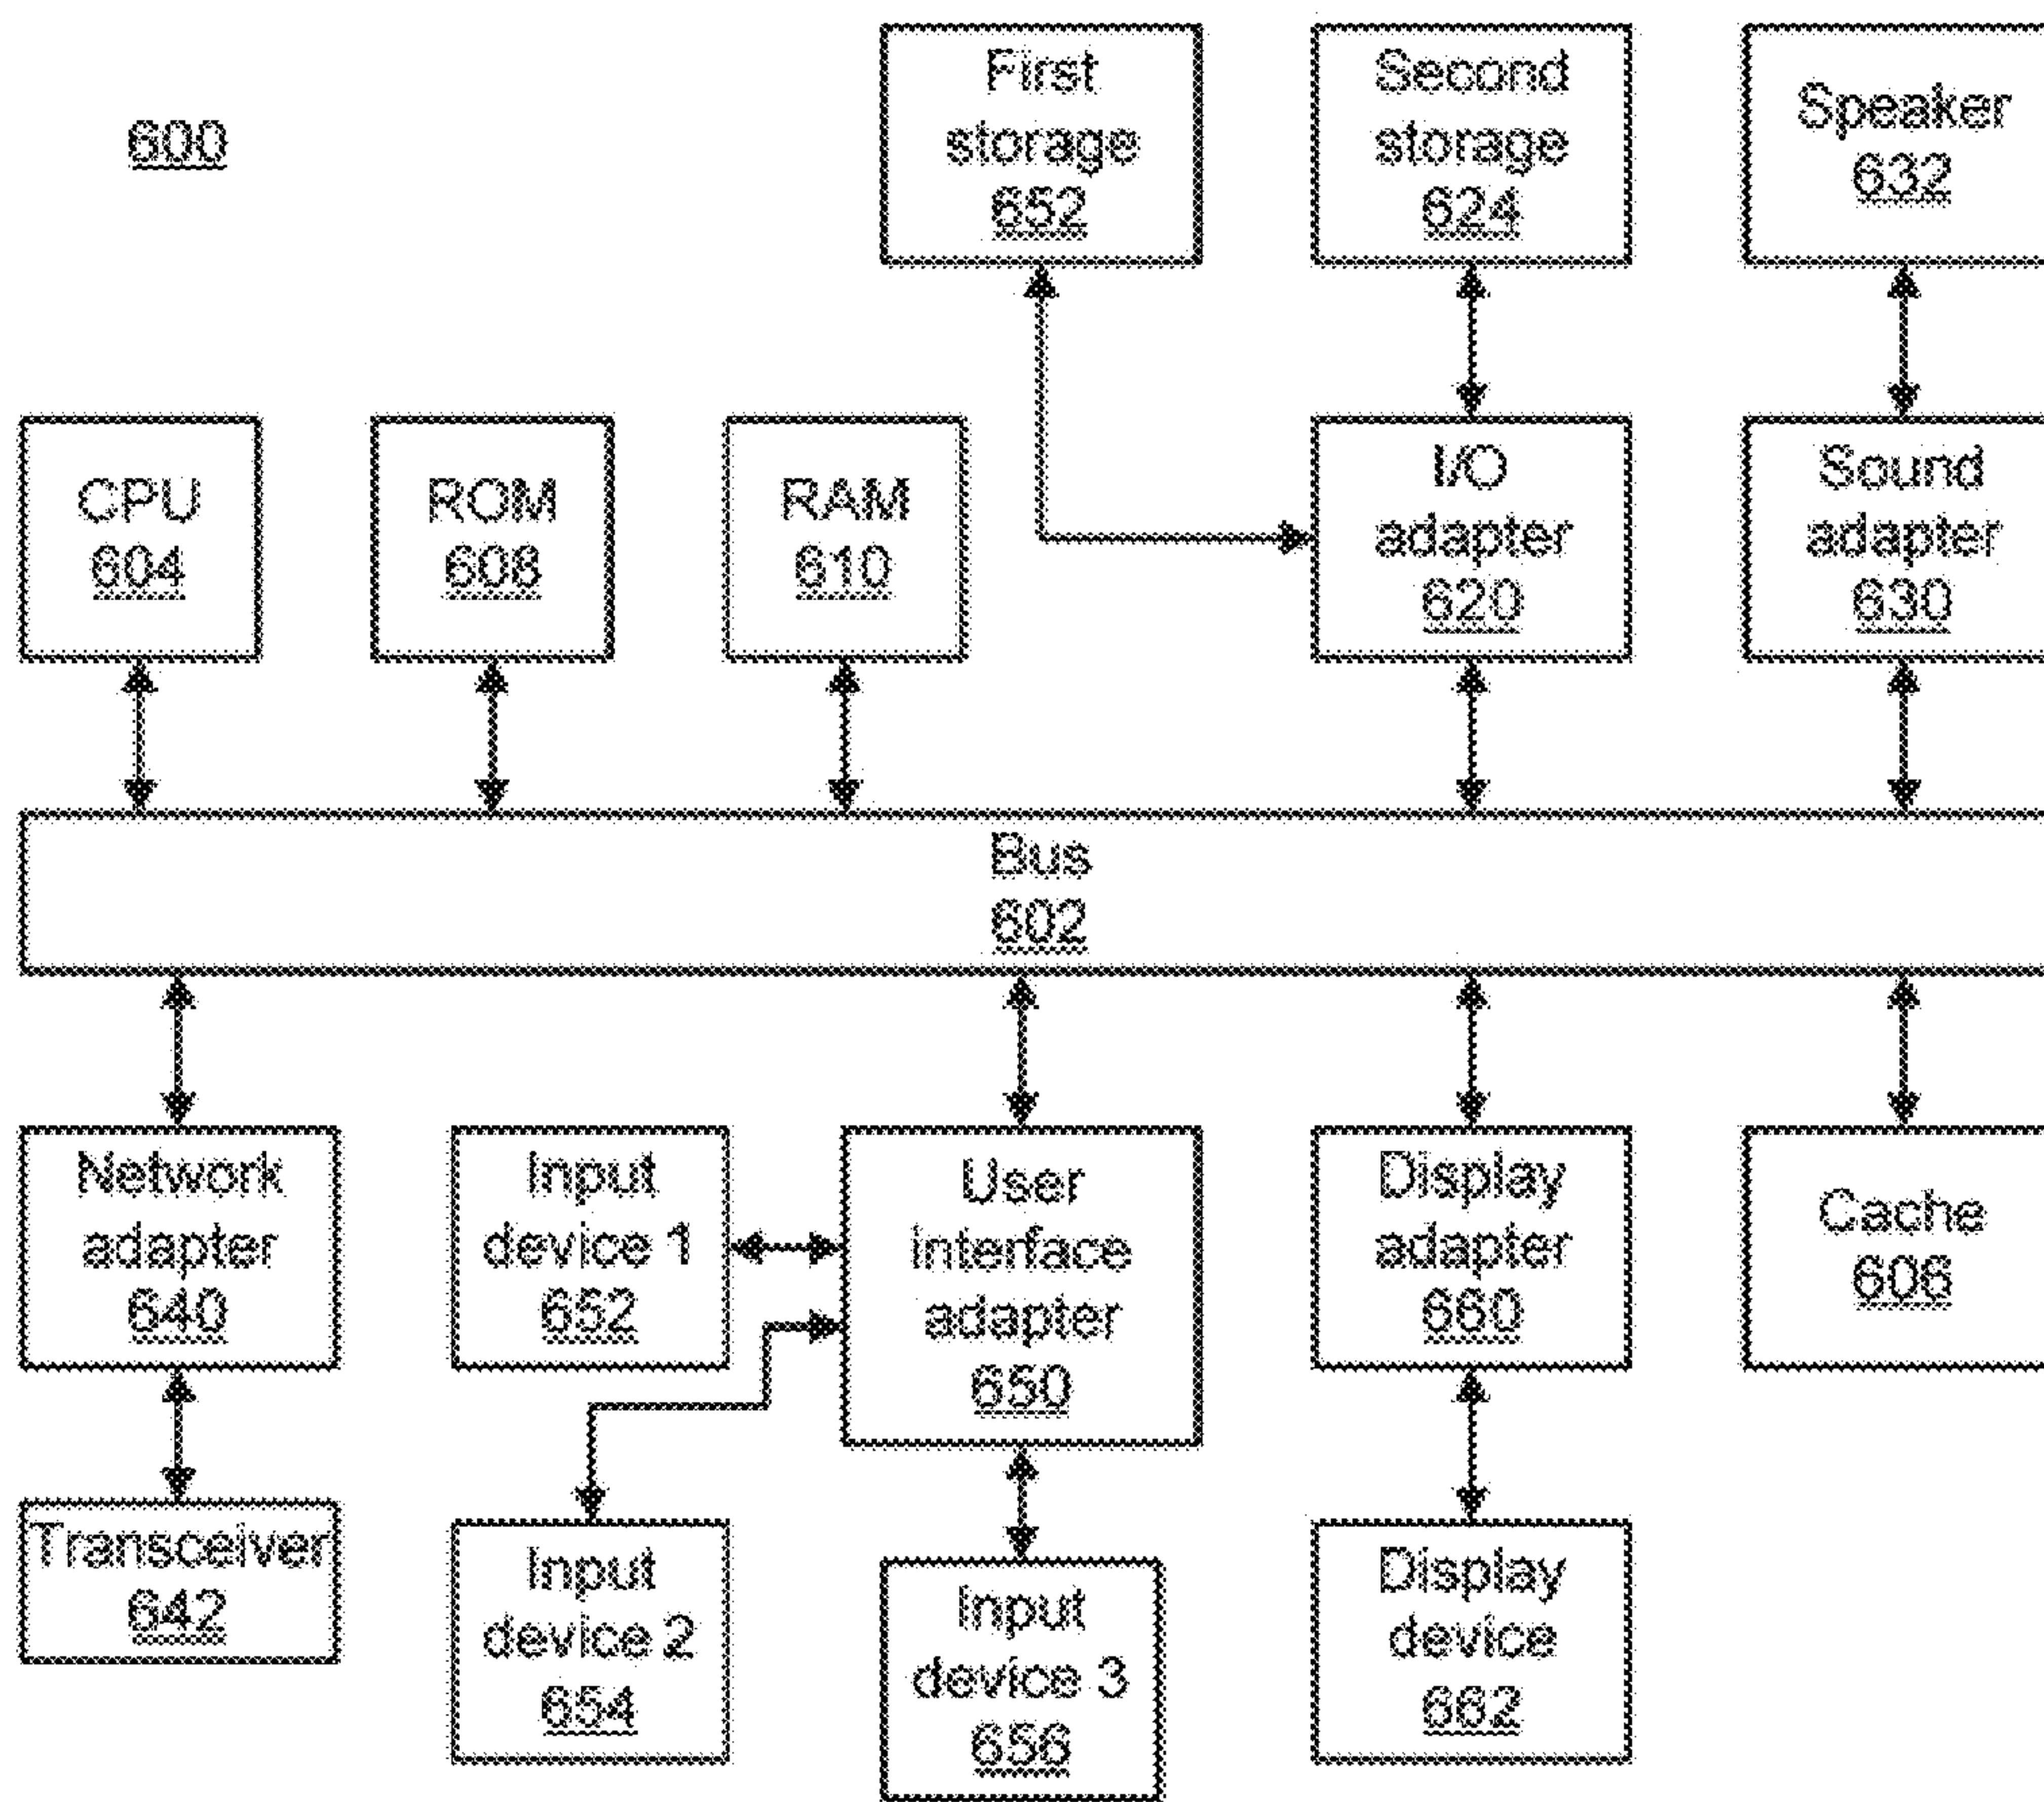 600
First
storage
652
Second
storage
624
Speaker
632
CPU
604
ROM
608
RAM
610
I/O
adapter
620
Sound
adapter
630
Bus
602
Network
adapter
640
Input
device 1
652
User
interface
adapter
650
Display
adapter
660
Cache
606
Transceiver
642
Input
device 2
654
Input
device 3
656
Display
device
662